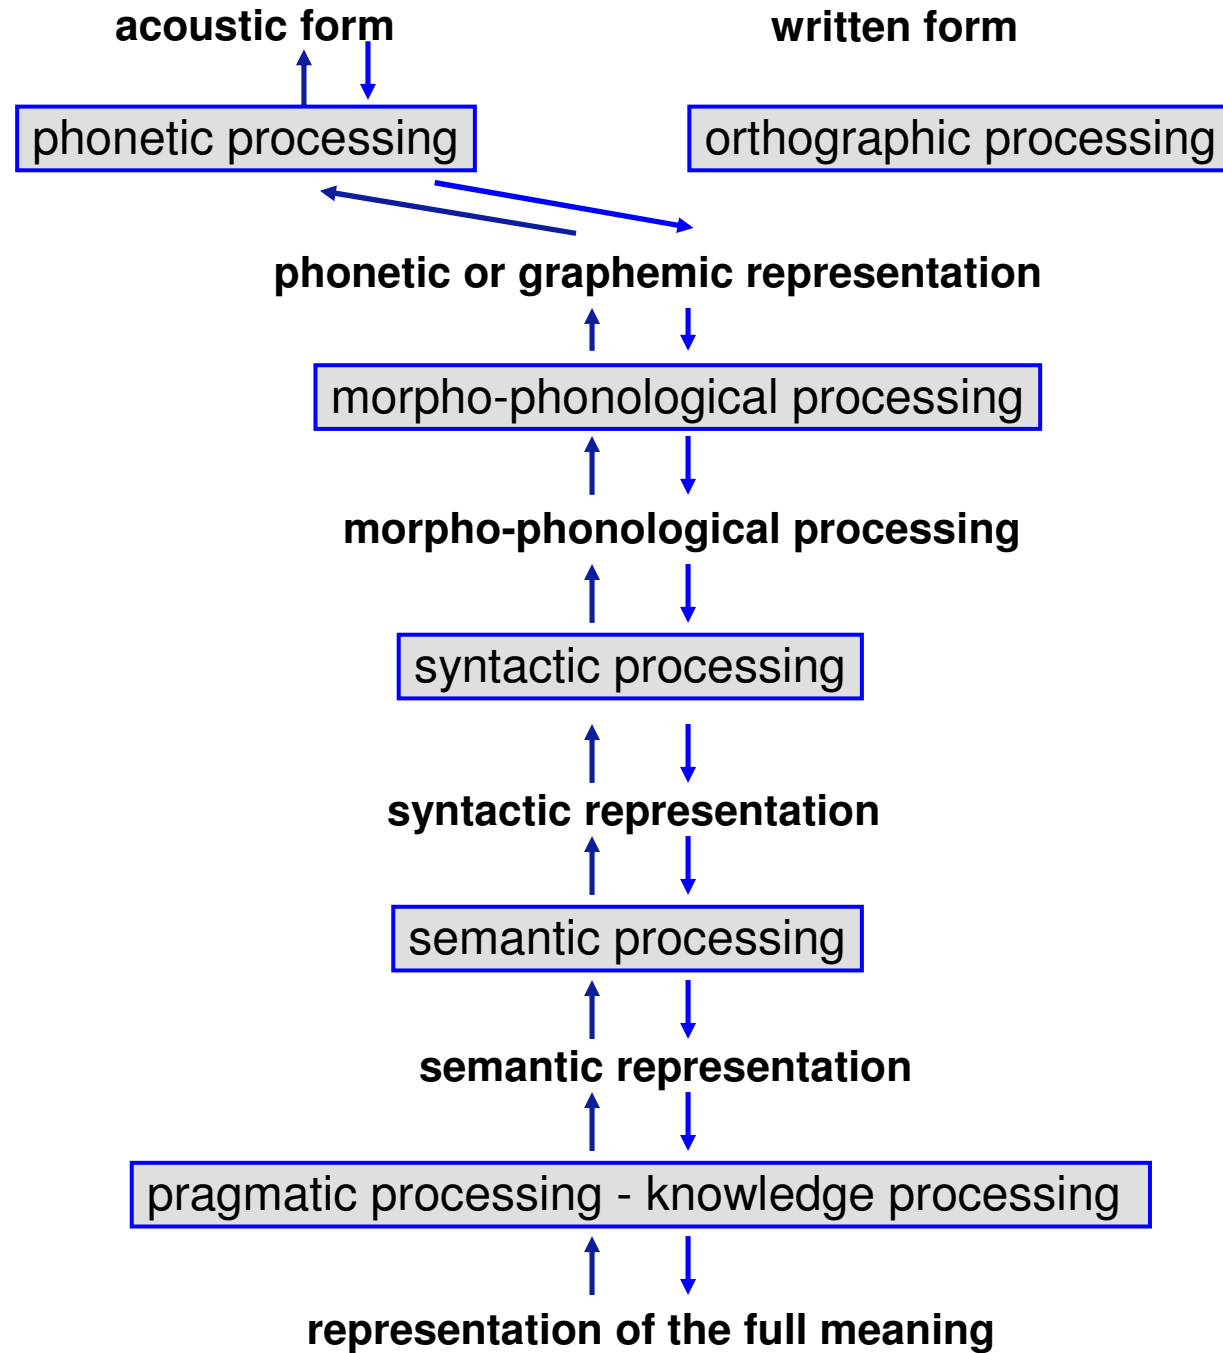 acoustic form
written form
phonetic processing
orthographic processing
phonetic or graphemic representation
morpho-phonological processing
morpho-phonological processing
syntactic processing
syntactic representation
semantic processing
semantic representation
pragmatic processing - knowledge processing
representation of the full meaning